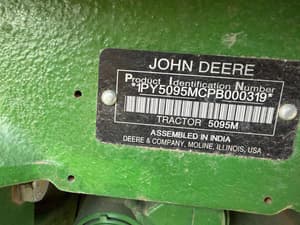 JOHN DEERE
Product Identification Number
*1PY5095MCPB000319*
TRACTOR 5095M
ASSEMBLED IN INDIA
DEERE & COMPANY, MOLINE, ILLINOIS, USA